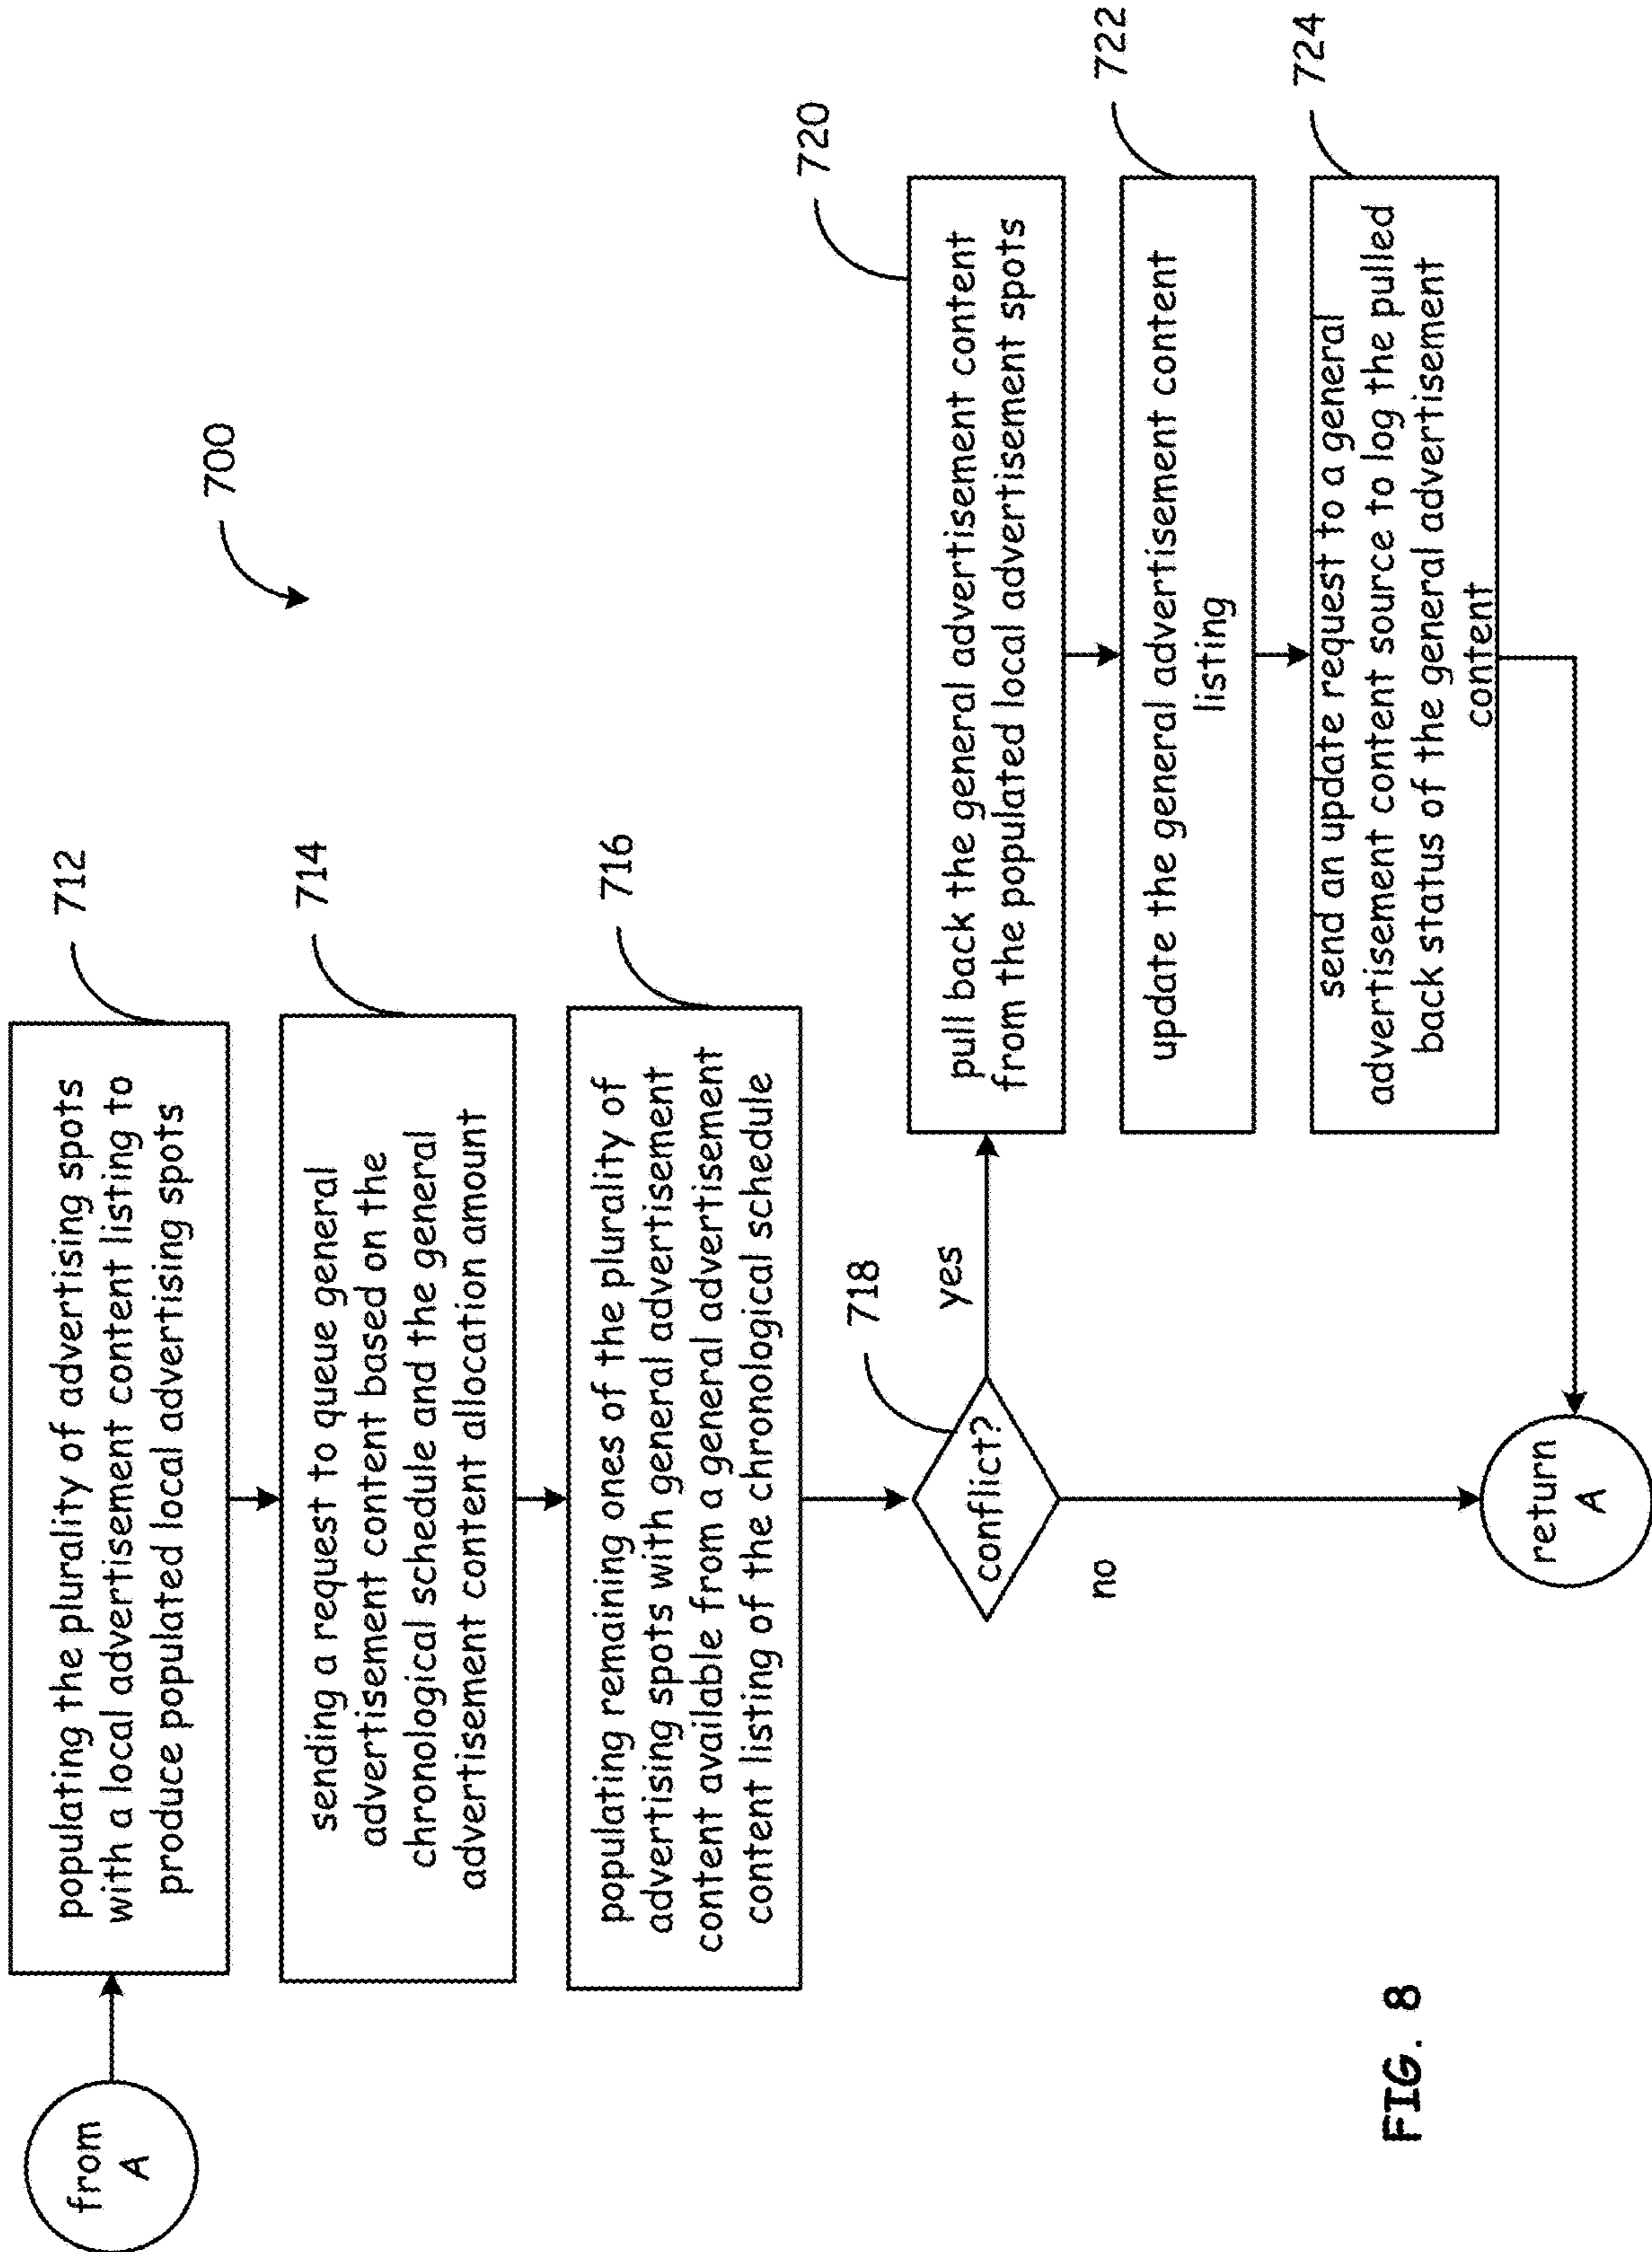 700
from
A
712
populating the plurality of advertising spots
with a local advertisement content listing to
produce populated local advertising spots
714
sending a request to queue general
advertisement content based on the
chronological schedule and the general
advertisement content allocation amount
716
populating remaining ones of the plurality of
advertising spots with general advertisement
content available from a general advertisement
content listing of the chronological schedule
718
conflict?
yes
no
720
pull back the general advertisement content
from the populated local advertisement spots
722
update the general advertisement content
listing
724
send an update request to a general
advertisement content source to log the pulled
back status of the general advertisement
content
return
A
FIG. 8